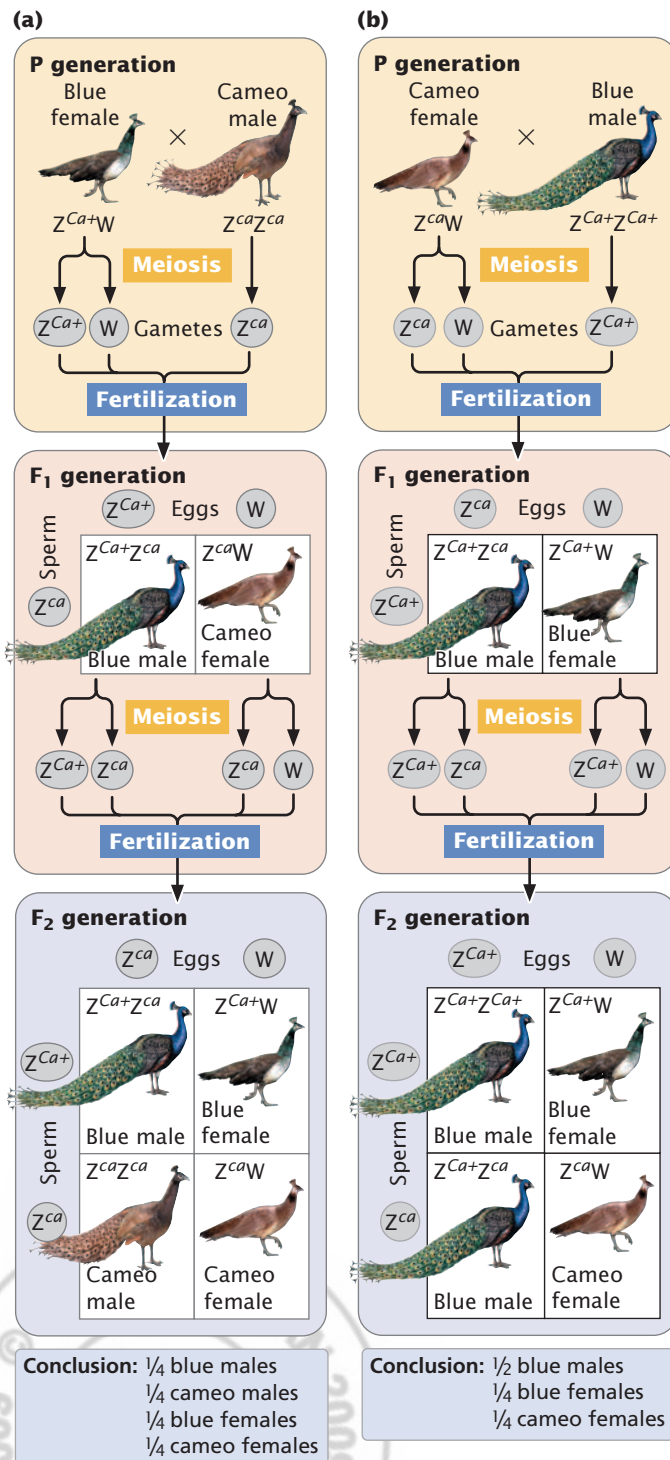 (a)
P generation
Blue female
×
Cameo male
Z^Ca+W
Z^caZ^ca
Meiosis
Z^Ca+
W
Gametes
Z^ca
Fertilization
F₁ generation
Z^Ca+
Eggs
W
Sperm
Z^ca
Z^Ca+Z^ca
Blue male
Z^caW
Cameo female
Meiosis
Z^Ca+
Z^ca
Z^ca
W
Fertilization
F₂ generation
Z^ca
Eggs
W
Sperm
Z^Ca+
Z^Ca+Z^ca
Blue male
Z^Ca+W
Blue female
Z^ca
Z^caZ^ca
Cameo male
Z^caW
Cameo female
Conclusion: ¼ blue males
¼ cameo males
¼ blue females
¼ cameo females
(b)
P generation
Cameo female
×
Blue male
Z^caW
Z^Ca+Z^Ca+
Meiosis
Z^ca
W
Gametes
Z^Ca+
Fertilization
F₁ generation
Z^ca
Eggs
W
Sperm
Z^Ca+
Z^Ca+Z^ca
Blue male
Z^Ca+W
Blue female
Meiosis
Z^Ca+
Z^ca
Z^Ca+
W
Fertilization
F₂ generation
Z^Ca+
Eggs
W
Sperm
Z^Ca+
Z^Ca+Z^Ca+
Blue male
Z^Ca+W
Blue female
Z^ca
Z^Ca+Z^ca
Blue male
Z^caW
Cameo female
Conclusion: ½ blue males
¼ blue females
¼ cameo females